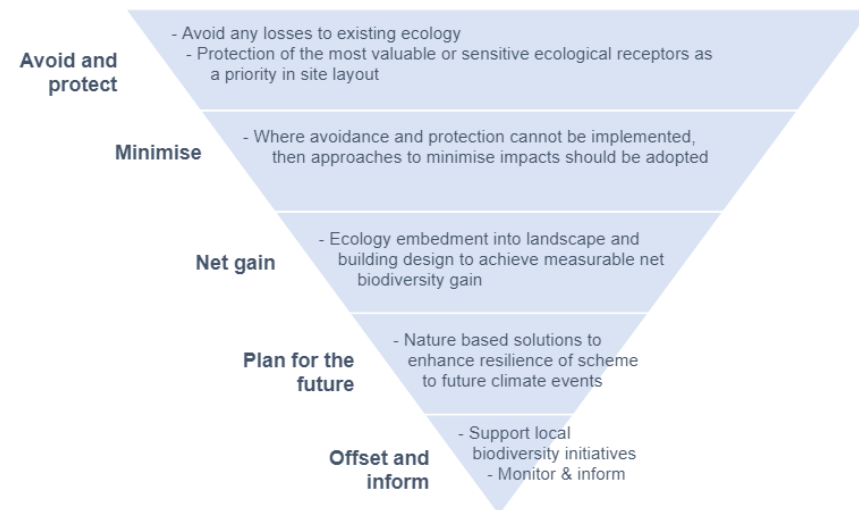 Avoid and
protect
- Avoid any losses to existing ecology
- Protection of the most valuable or sensitive ecological receptors as
a priority in site layout
Minimise
- Where avoidance and protection cannot be implemented,
then approaches to minimise impacts should be adopted
Net gain
- Ecology embedment into landscape and
building design to achieve measurable net
biodiversity gain
Plan for the
future
- Nature based solutions to
enhance resilience of scheme
to future climate events
Offset and
inform
- Support local
biodiversity initiatives
- Monitor & inform